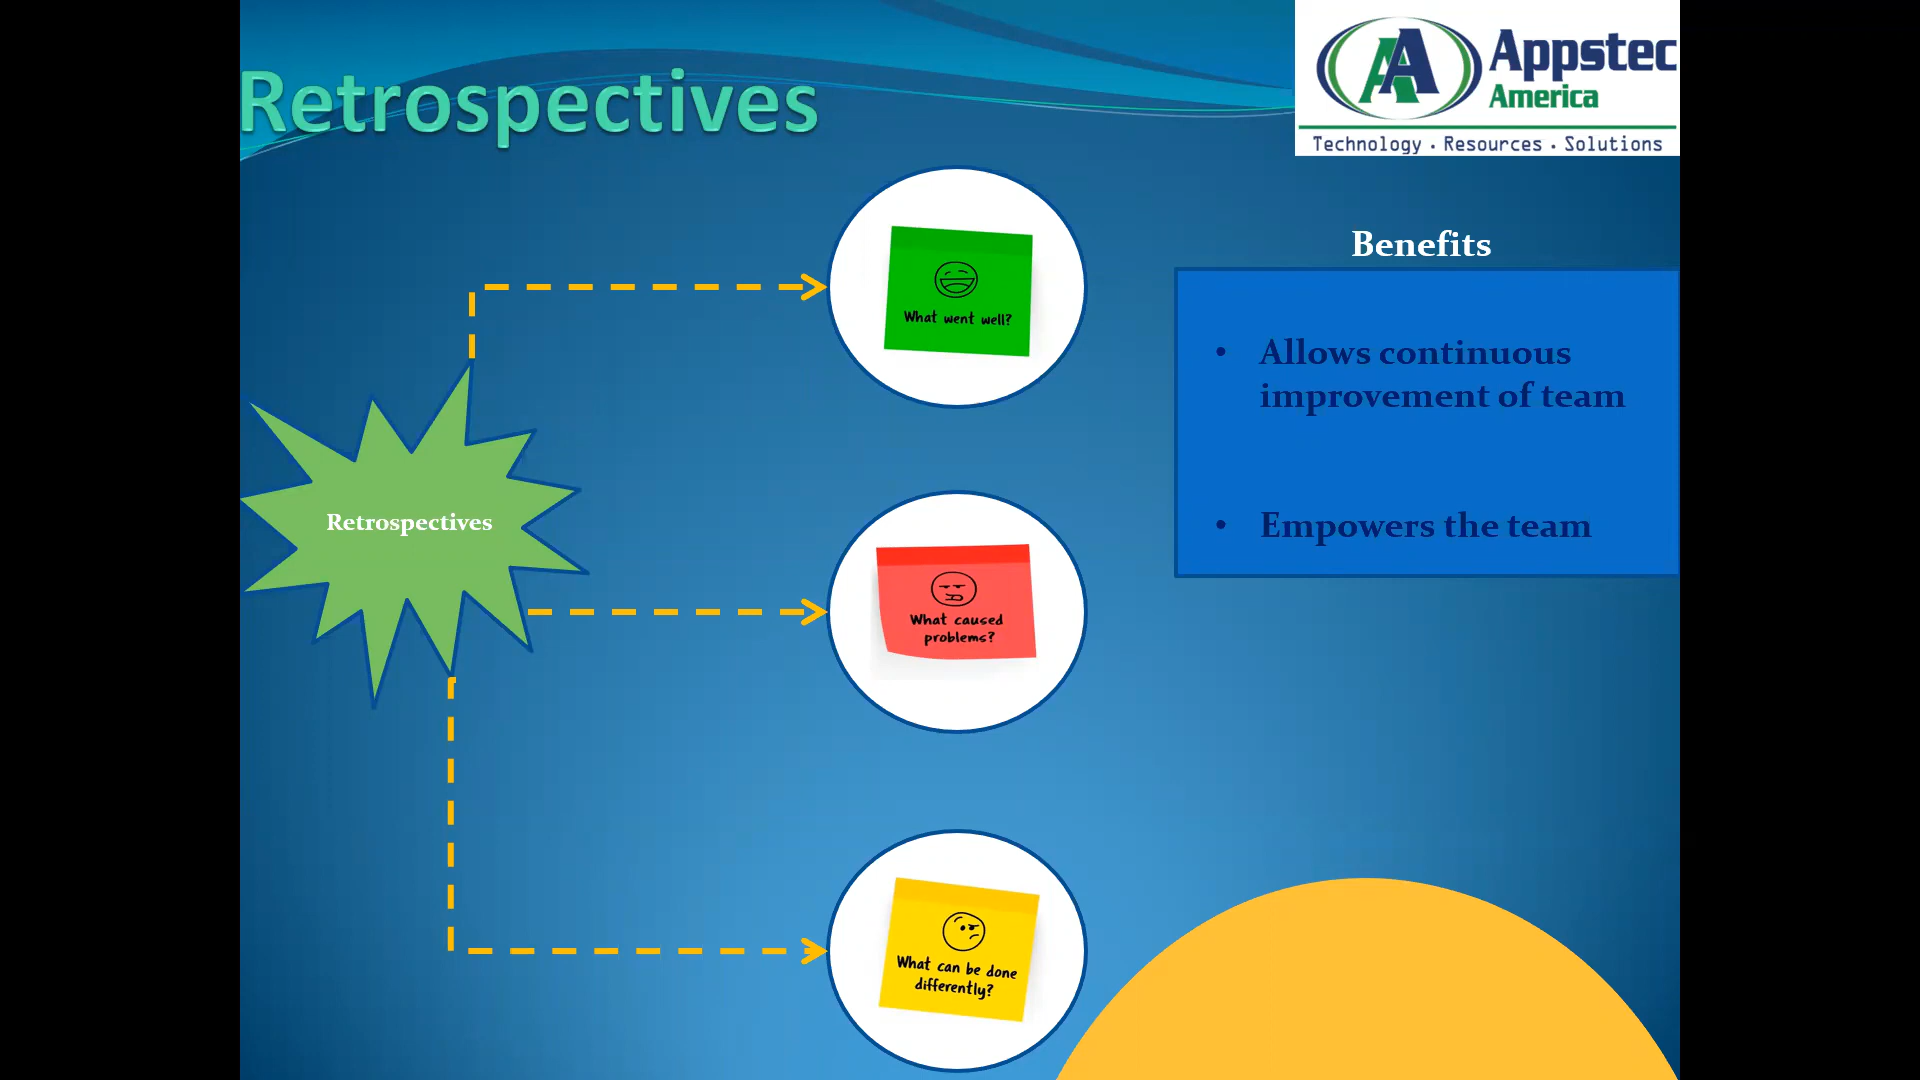 Retrospectives
Appstec
America
Technology . Resources . Solutions
What went well?
Benefits
• Allows continuous
improvement of team
• Empowers the team
Retrospectives
What caused
problems?
What can be done
differently?